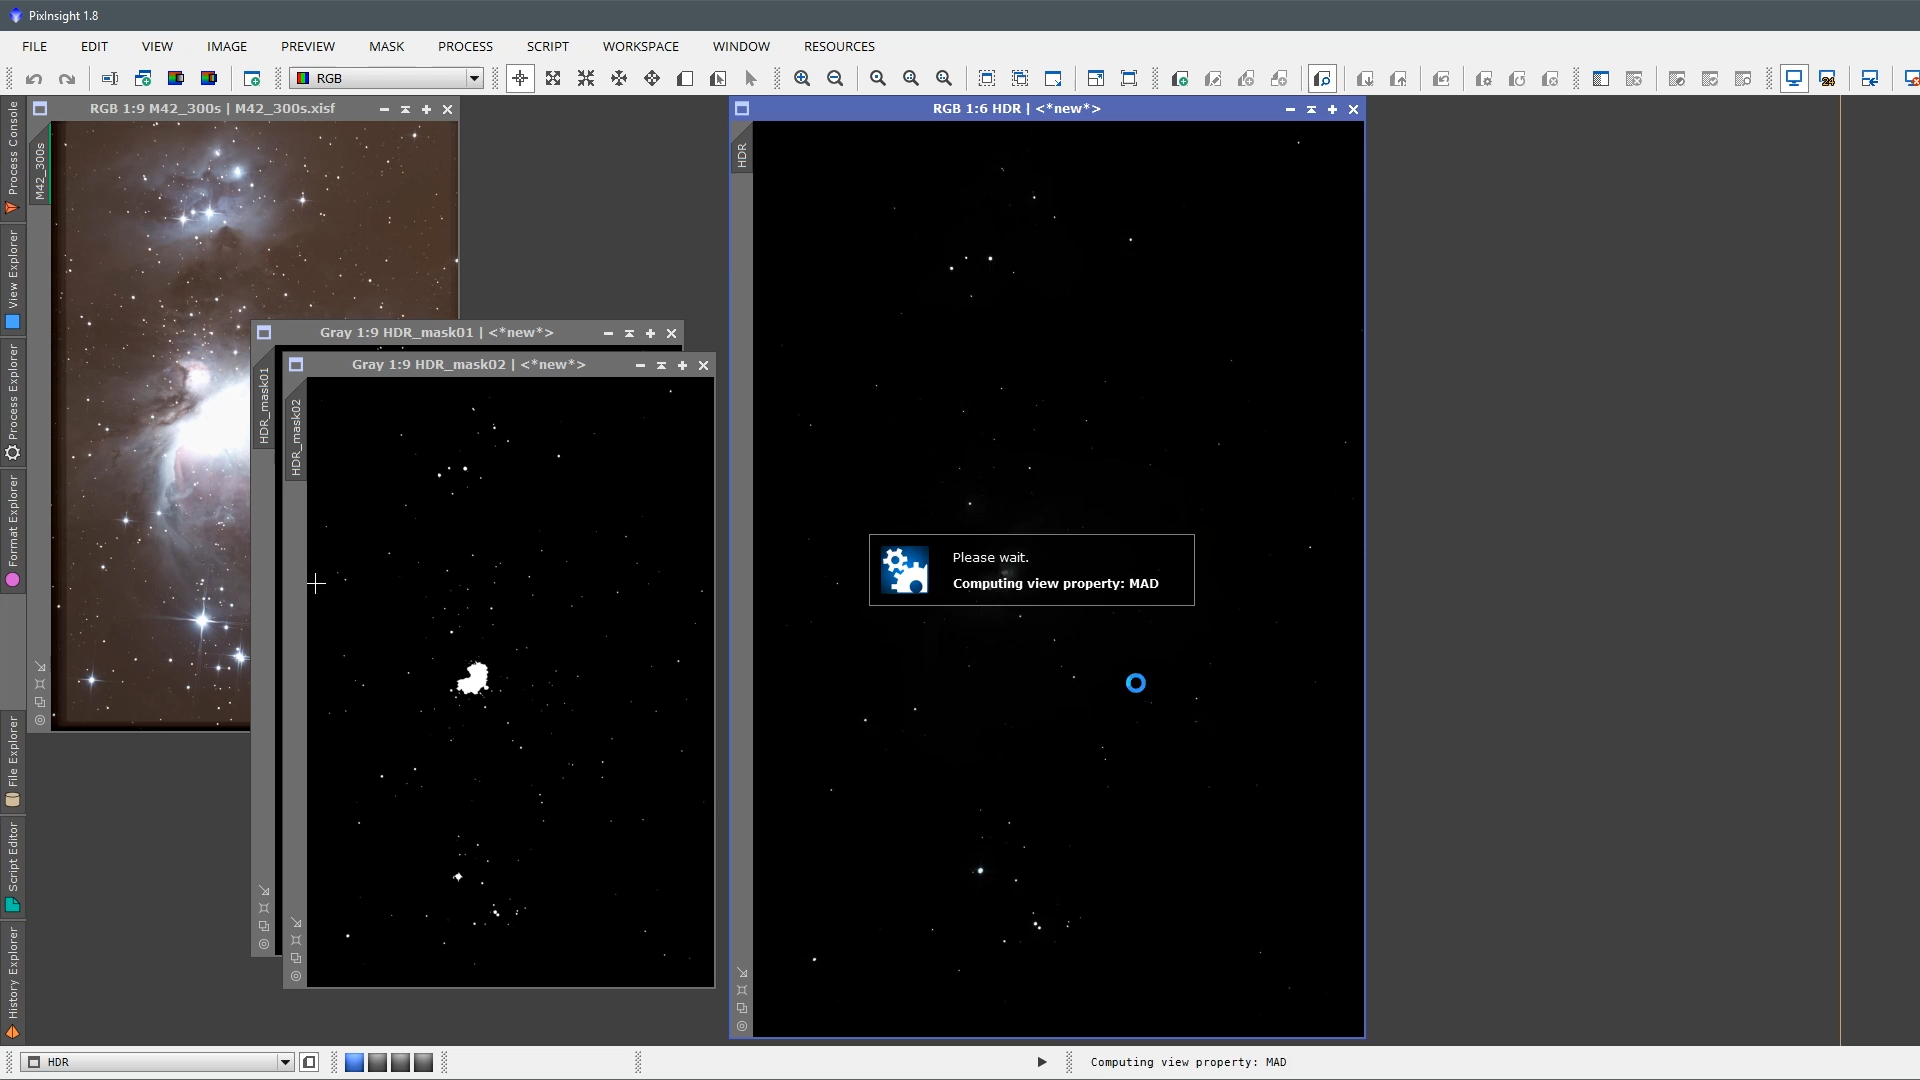 PixInsight 1.8
FILE EDIT VIEW IMAGE PREVIEW MASK PROCESS SCRIPT WORKSPACE WINDOW RESOURCES
RGB
24
RGB 1:9 M42_300s | M42_300s.xisf
RGB 1:6 HDR | <*new*>
Process Console
M42_300s
HDR
View Explorer
Gray 1:9 HDR_mask01 | <*new*>
Gray 1:9 HDR_mask02 | <*new*>
Process Explorer
HDR_mask01
HDR_mask02
Format Explorer
Please wait.
Computing view property: MAD
File Explorer
Script Editor
History Explorer
HDR
Computing view property: MAD